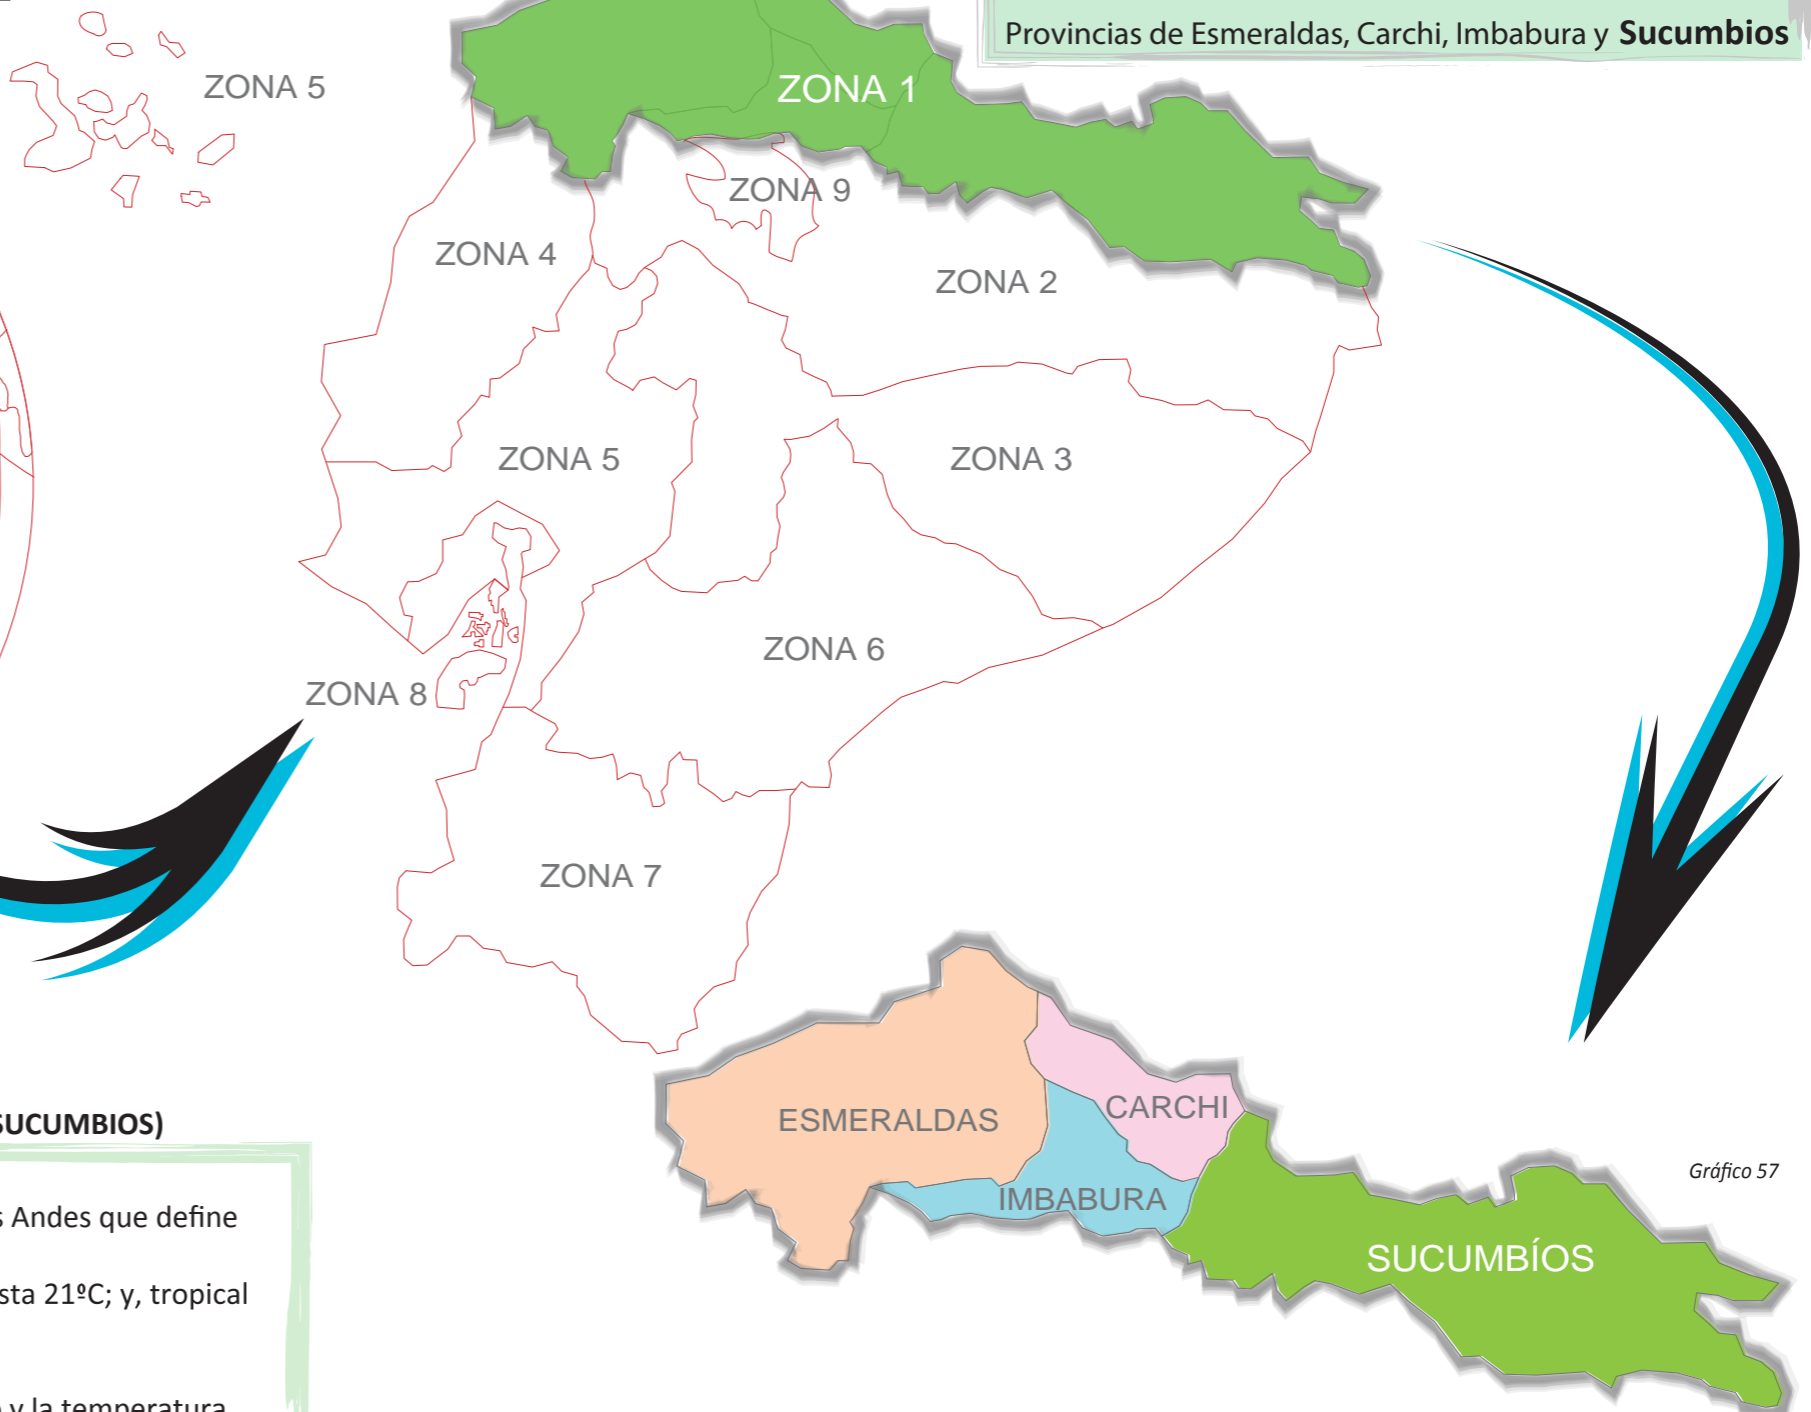 Provincias de Esmeraldas, Carchi, Imbabura y Sucumbios
ZONA 5
ZONA 1
ZONA 9
ZONA 4
ZONA 2
ZONA 5
ZONA 3
ZONA 6
ZONA 8
ZONA 7
ESMERALDAS
CARCHI
IMBABURA
SUCUMBÍOS
Gráfico 57
SUCUMBIOS)
s Andes que define
sta 21ºC; y, tropical
y la temperatura